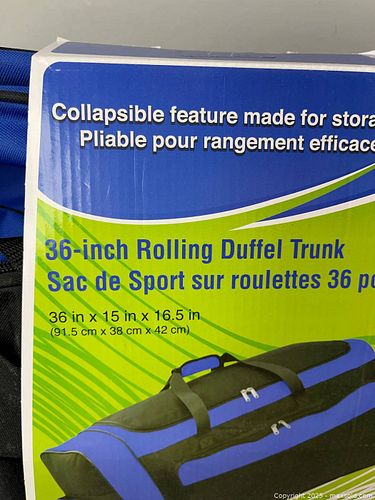 Collapsible feature made for stora
Pliable pour rangement efficace
36-inch Rolling Duffel Trunk
Sac de Sport sur roulettes 36 po
36 in x 15 in x 16.5 in
(91.5 cm x 38 cm x 42 cm)
Copyright 2025 - maxsold.com